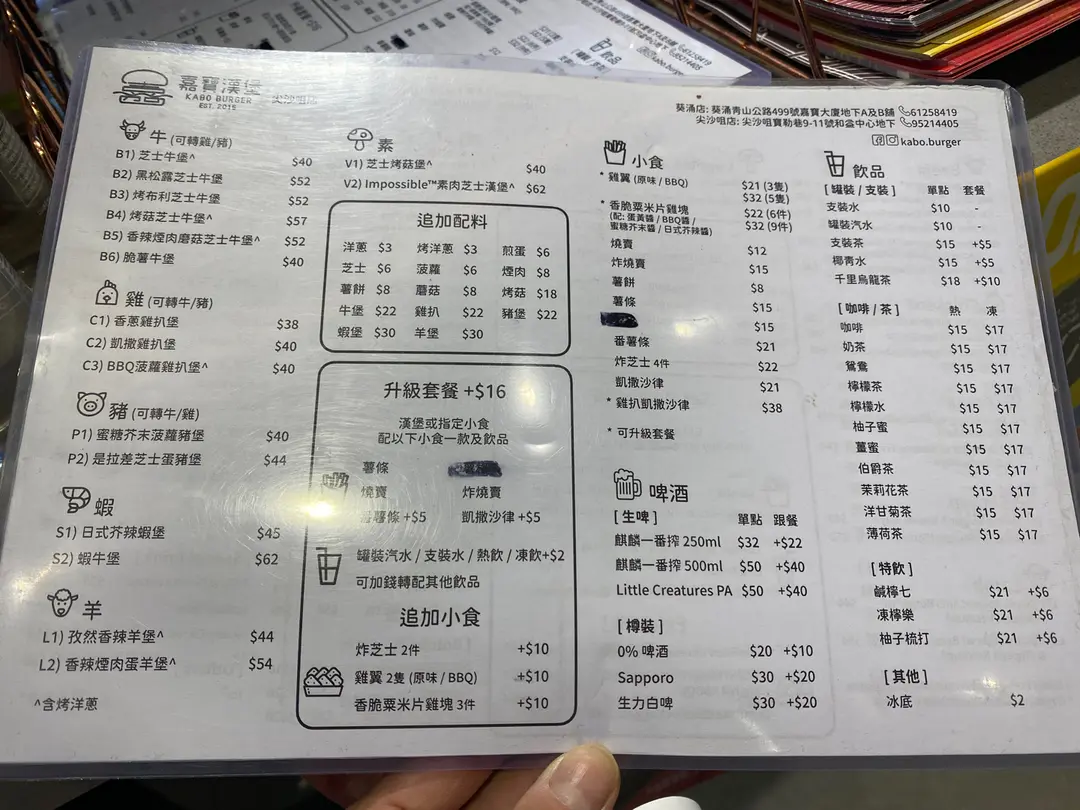 嘉寶漢堡
KABO BURGER
EST. 2015
尖沙咀店
葵涌店: 葵涌青山公路499號嘉寶大廈地下A及B舖 61258419
尖沙咀店: 尖沙咀寶勒巷9-11號和盒中心地下 95214405
kabo.burger
牛 (可轉雞/豬)
B1) 芝士牛堡^ $40
B2) 黑松露芝士牛堡 $52
B3) 烤布利芝士牛堡 $52
B4) 烤菇芝士牛堡^ $57
B5) 香辣煙肉蘑菇芝士牛堡^ $52
B6) 脆薯牛堡 $40
雞 (可轉牛/豬)
C1) 香蔥雞扒堡 $38
C2) 凱撒雞扒堡 $40
C3) BBQ菠蘿雞扒堡^ $40
豬 (可轉牛/雞)
P1) 蜜糖芥末菠蘿豬堡 $40
P2) 是拉差芝士蛋豬堡 $44
蝦
S1) 日式芥辣蝦堡 $45
S2) 蝦牛堡 $62
羊
L1) 孜然香辣羊堡^ $44
L2) 香辣煙肉蛋羊堡^ $54
^含烤洋蔥
素
V1) 芝士烤菇堡^ $40
V2) Impossible™素肉芝士漢堡^ $62
追加配料
洋蔥 $3 烤洋蔥 $3 煎蛋 $6
芝士 $6 菠蘿 $6 煙肉 $8
薯餅 $8 蘑菇 $8 烤菇 $18
牛堡 $22 雞扒 $22 豬堡 $22
蝦堡 $30 羊堡 $30
升級套餐 +$16
漢堡或指定小食
配以下小食一款及飲品
薯條
燒賣 炸燒賣
薯條 +$5 凱撒沙律 +$5
罐裝汽水 / 支裝水 / 熱飲 / 凍飲+$2
可加錢轉配其他飲品
追加小食
炸芝士 2件 +$10
雞翼 2隻 (原味 / BBQ) +$10
香脆粟米片雞塊 3件 +$10
小食
* 雞翼 (原味 / BBQ) $21 (3隻)
$32 (5隻)
* 香脆粟米片雞塊 $22 (6件)
(配: 蛋黃醬 / BBQ醬 / $32 (9件)
蜜糖芥末醬 / 日式芥辣醬)
燒賣 $12
炸燒賣 $15
薯餅 $8
薯條 $15
$15
番薯條 $21
炸芝士 4件 $22
凱撒沙律 $21
* 雞扒凱撒沙律 $38
* 可升級套餐
啤酒
[ 生啤 ] 單點 跟餐
麒麟一番搾 250ml $32 +$22
麒麟一番搾 500ml $50 +$40
Little Creatures PA $50 +$40
[ 樽裝 ]
0% 啤酒 $20 +$10
Sapporo $30 +$20
生力白啤 $30 +$20
飲品
[ 罐裝 / 支裝 ] 單點 套餐
支裝水 $10 -
罐裝汽水 $10 -
支裝茶 $15 +$5
椰青水 $15 +$5
千里烏龍茶 $18 +$10
[ 咖啡 / 茶 ] 熱 凍
咖啡 $15 $17
奶茶 $15 $17
鴛鴦 $15 $17
檸檬茶 $15 $17
檸檬水 $15 $17
柚子蜜 $15 $17
薑蜜 $15 $17
伯爵茶 $15 $17
茉莉花茶 $15 $17
洋甘菊茶 $15 $17
薄荷茶 $15 $17
[ 特飲 ]
鹹檸七 $21 +$6
凍檸樂 $21 +$6
柚子梳打 $21 +$6
[ 其他 ]
冰底 $2